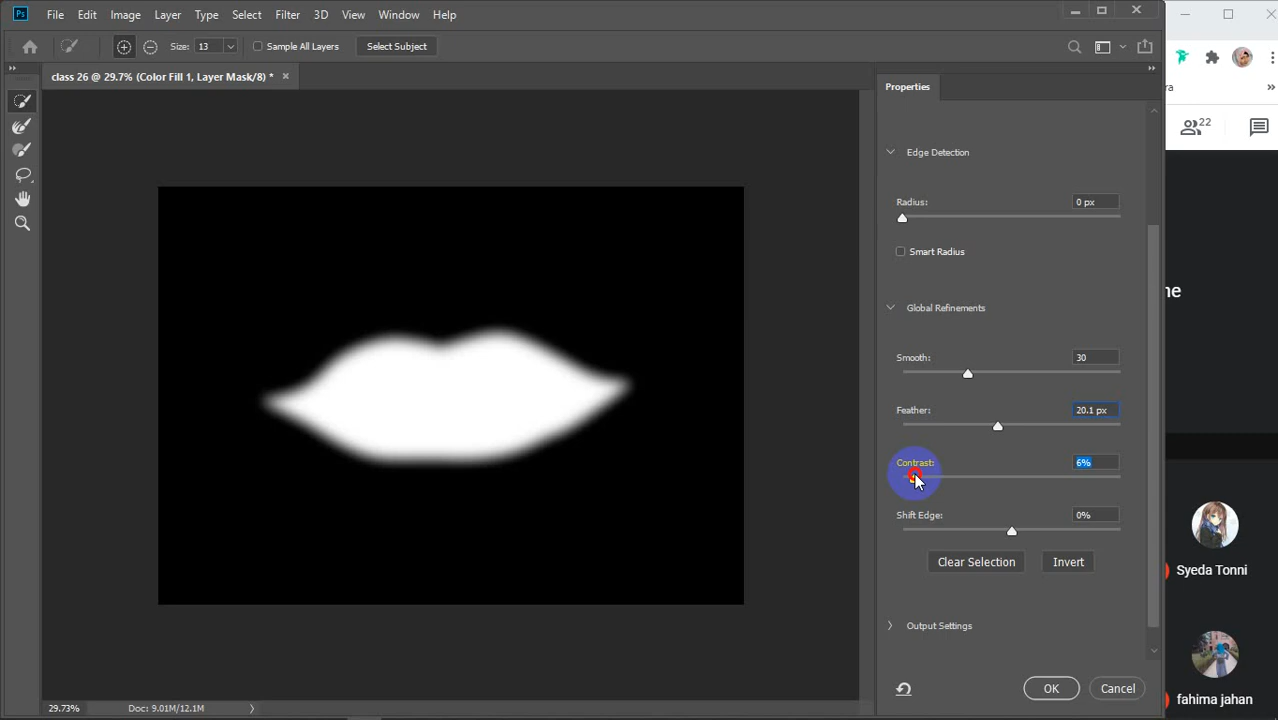 Ps File Edit Image Layer Type Select Filter 3D View Window Help
Size: 13 Sample All Layers Select Subject
class 26 @ 29.7% (Color Fill 1, Layer Mask/8) * ×
Properties
ra
22
Edge Detection
Radius: 0 px
Smart Radius
ne
Global Refinements
Smooth: 30
Feather: 20.1 px
Contrast: 6%
Shift Edge: 0%
Clear Selection Invert
Syeda Tonni
Output Settings
OK Cancel
fahima jahan
29.73% Doc: 9.01M/12.1M